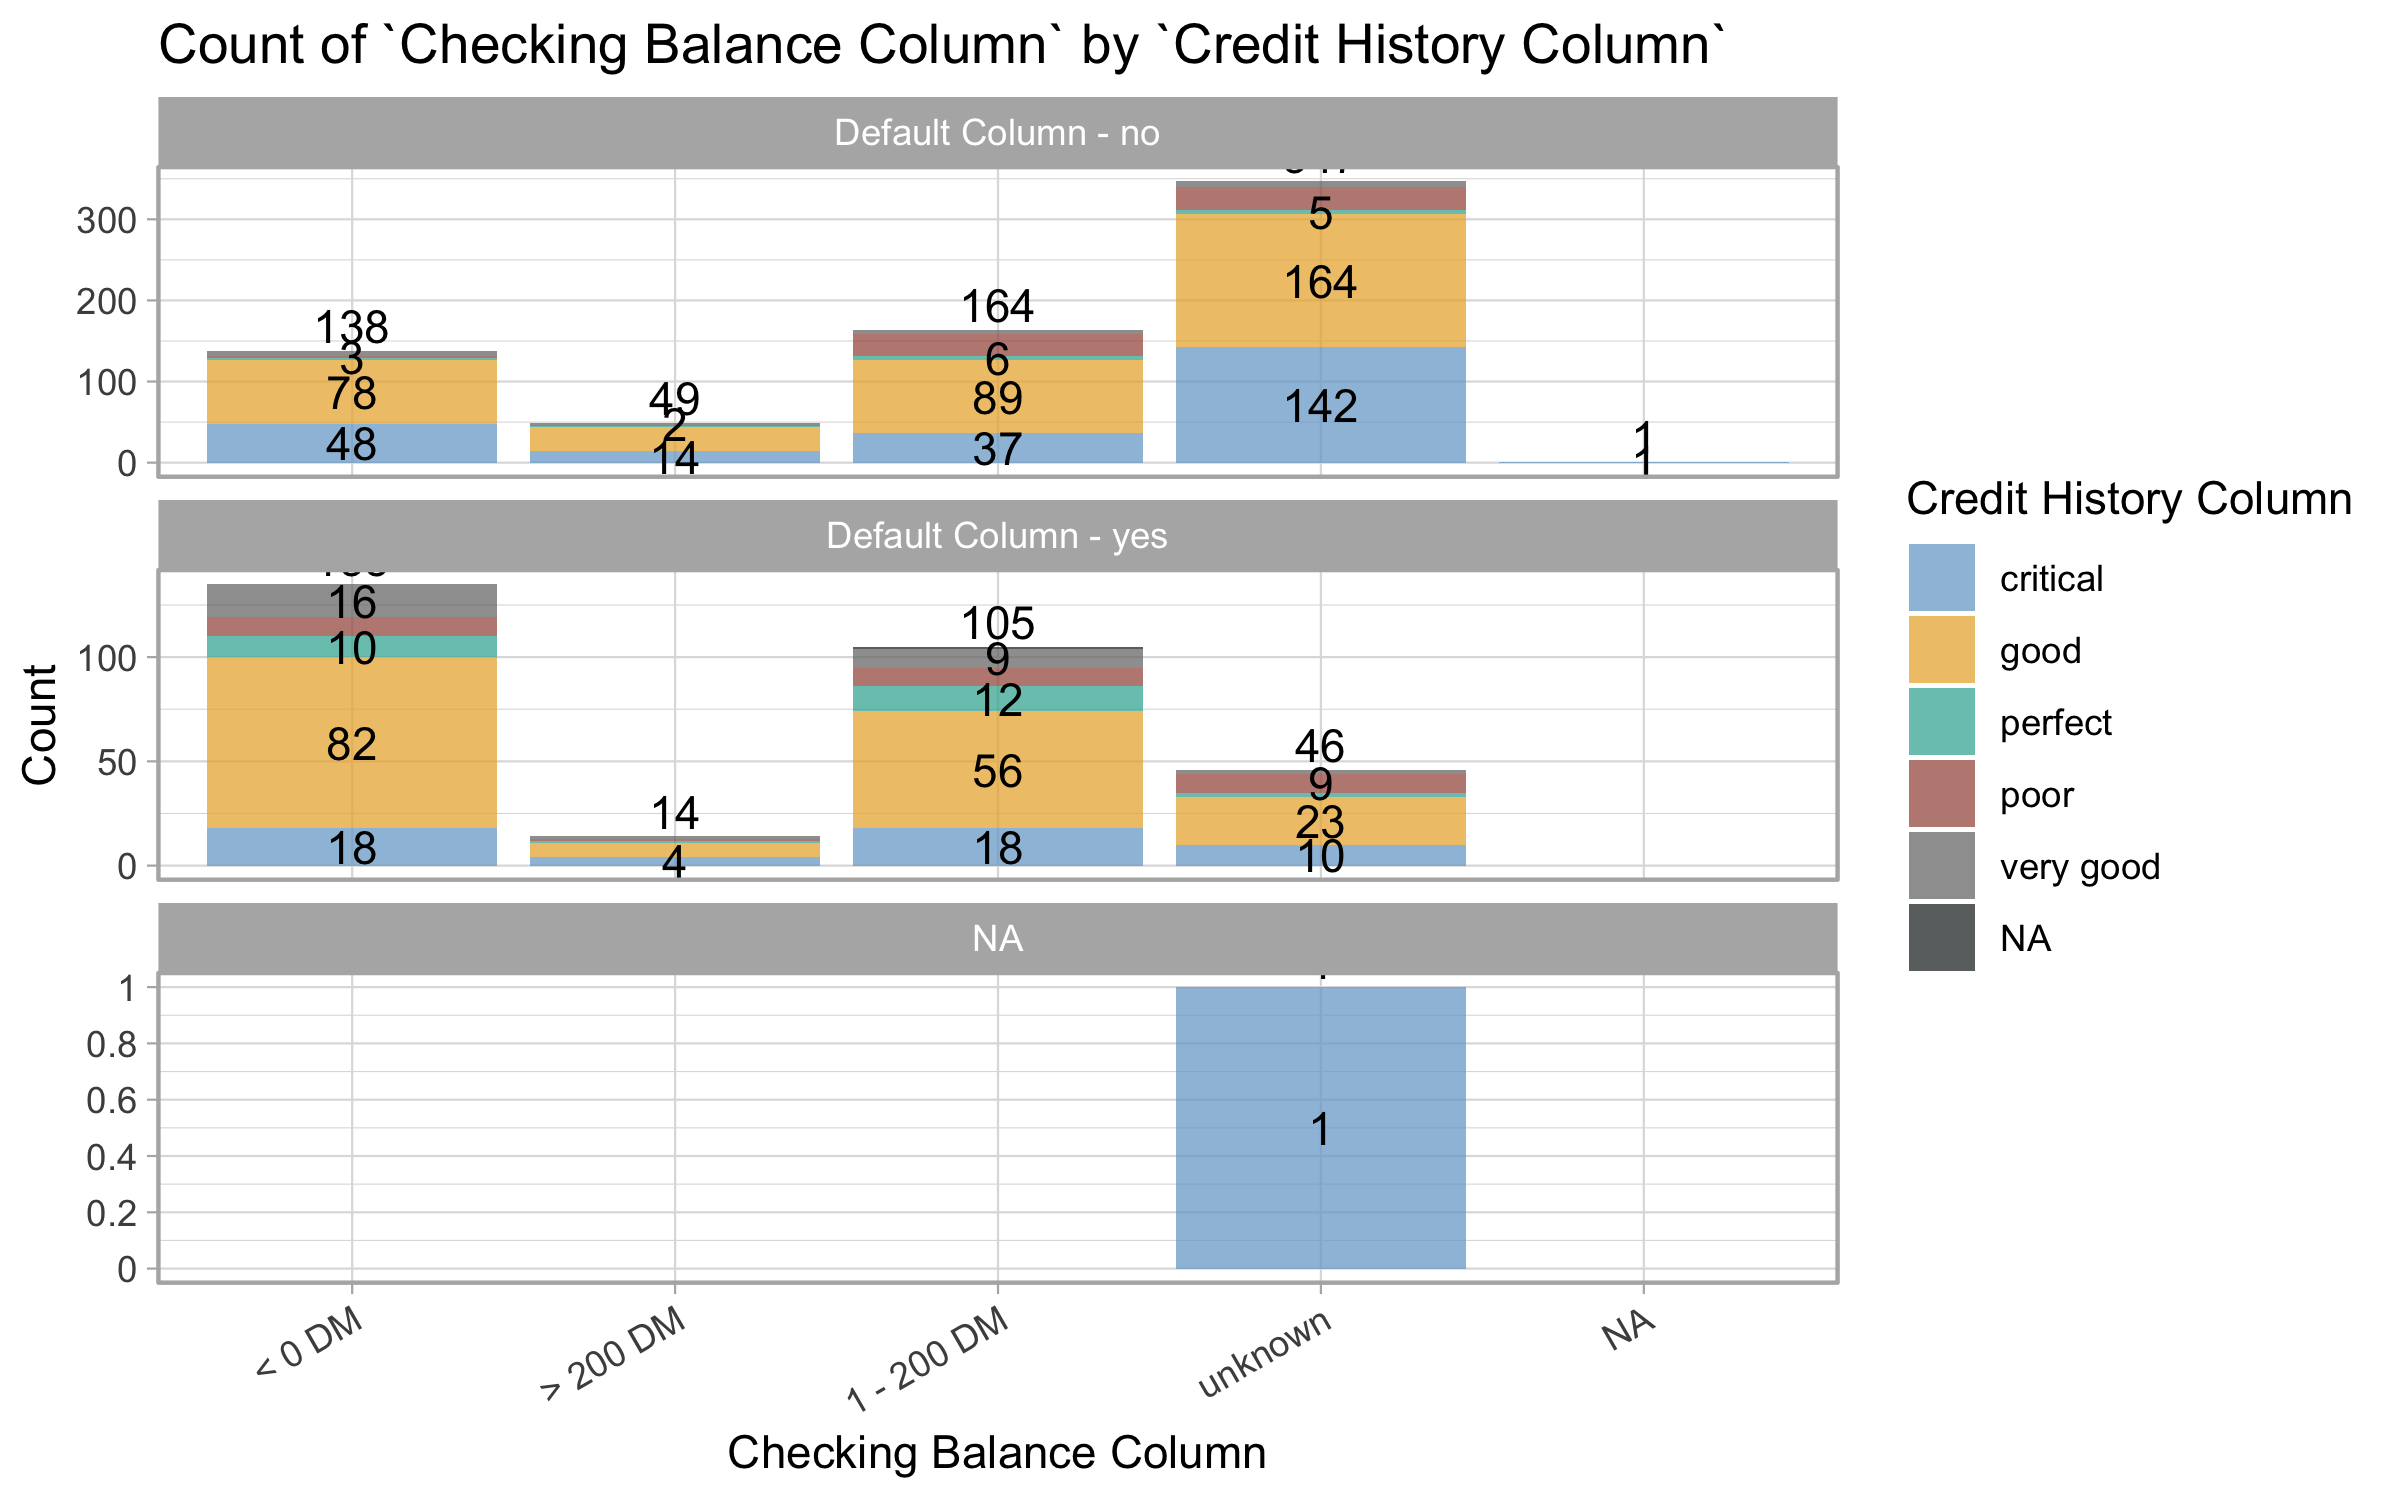 Count of `Checking Balance Column` by `Credit History Column`
Default Column - no
300
200
100
0
138
3
78
48
49
2
14
164
6
89
37
5
164
142
1
1
Default Column - yes
Count
100
50
0
16
10
82
18
14
4
105
9
12
56
18
46
9
23
10
NA
1
0.8
0.6
0.4
0.2
0
1
< 0 DM
> 200 DM
1 - 200 DM
unknown
NA
Checking Balance Column
Credit History Column
critical
good
perfect
poor
very good
NA